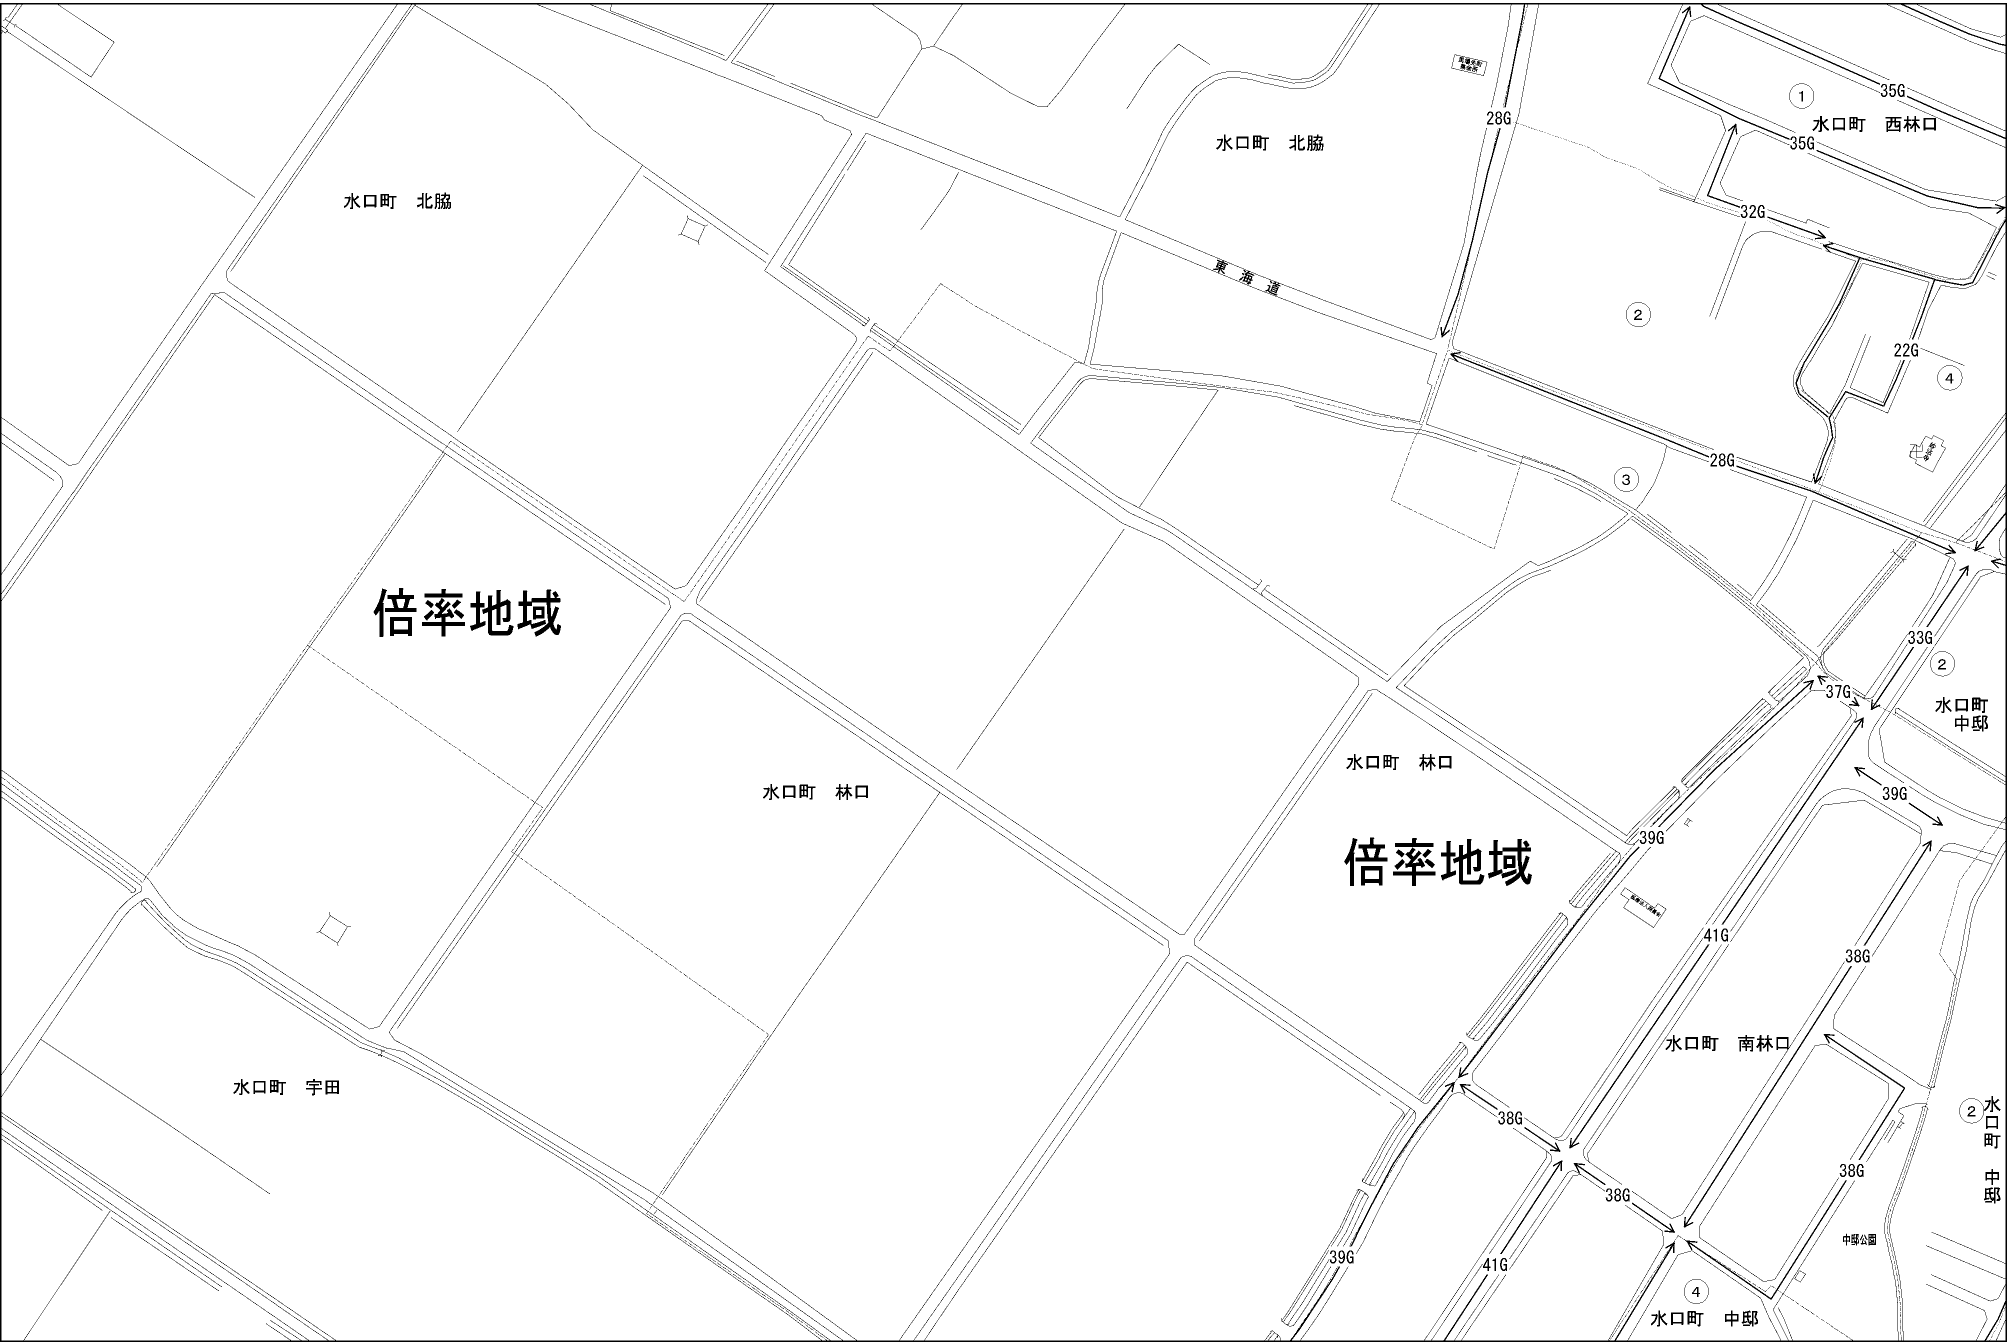 35G
①
28G
水口町 西林口
35G
水口町 北脇
水口町 北脇
32G
東海道
②
22G
④
28G
③
倍率地域
33G
②
37G
水口町
中邸
水口町 林口
水口町 林口
39G
39G
倍率地域
41G
38G
水口町 南林口
水口町 宇田
38G
②
水口町 中邸
38G
38G
中邸公園
39G
41G
④
水口町 中邸